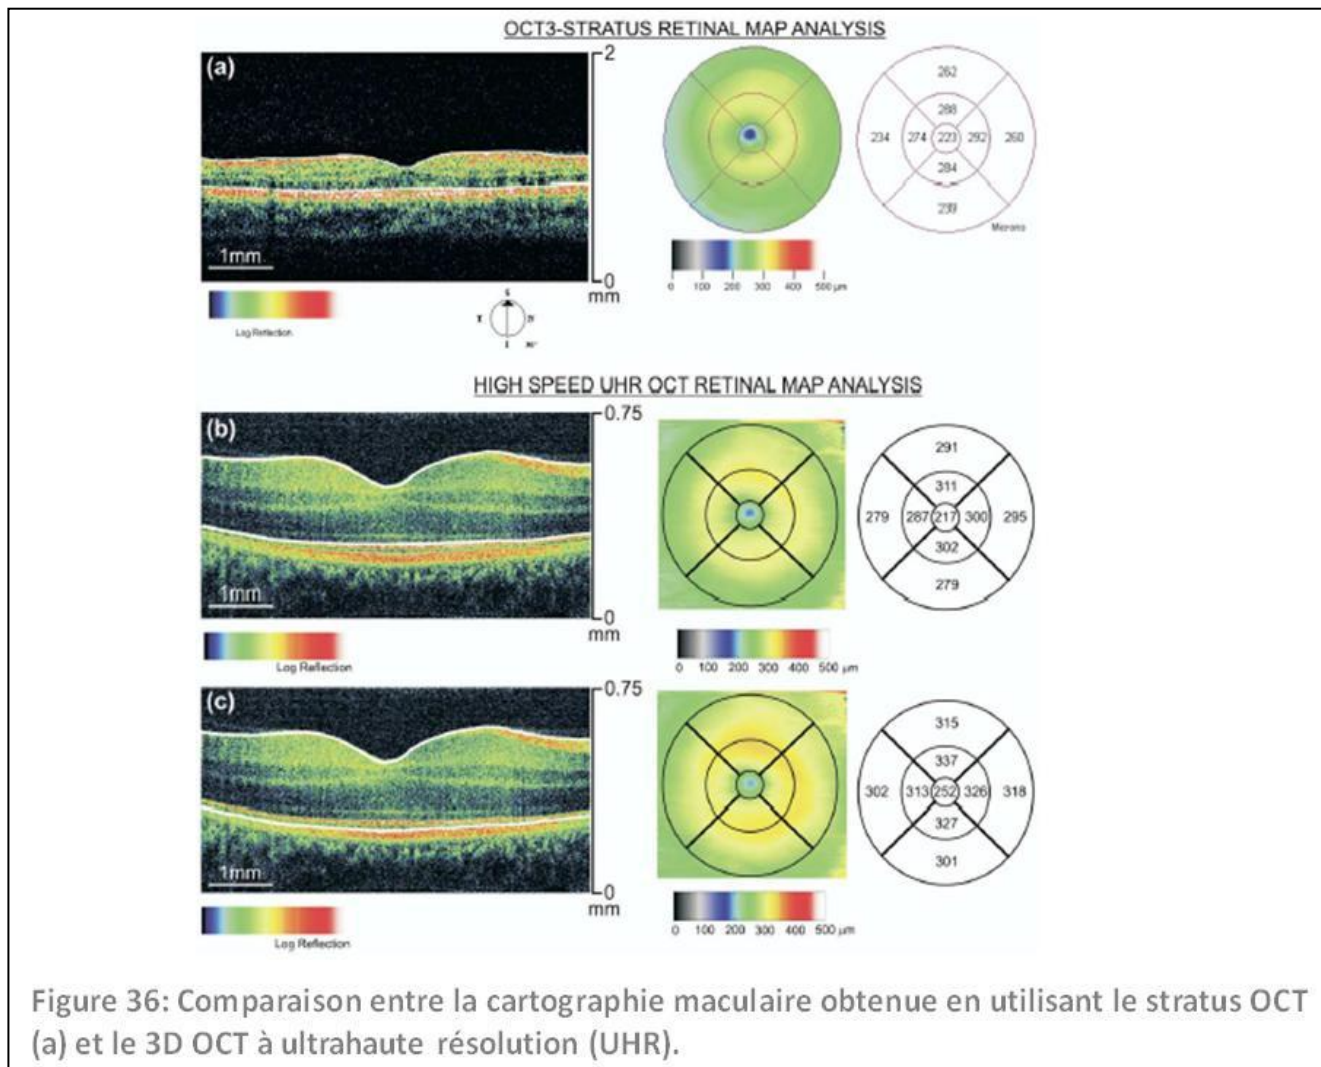 OCT3-STRATUS RETINAL MAP ANALYSIS
(a)
2
0
mm
1mm
Log Reflection
S
T
N
I
262
288
234 274 223 292 260
284
239
Microns
0 100 200 300 400 500 µm
HIGH SPEED UHR OCT RETINAL MAP ANALYSIS
(b)
0.75
0
mm
1mm
Log Reflection
291
311
279 287 217 300 295
302
279
0 100 200 300 400 500 µm
(c)
0.75
0
mm
1mm
Log Reflection
315
337
302 313 252 326 318
327
301
0 100 200 300 400 500 µm
Figure 36: Comparaison entre la cartographie maculaire obtenue en utilisant le stratus OCT
(a) et le 3D OCT à ultrahaute résolution (UHR).